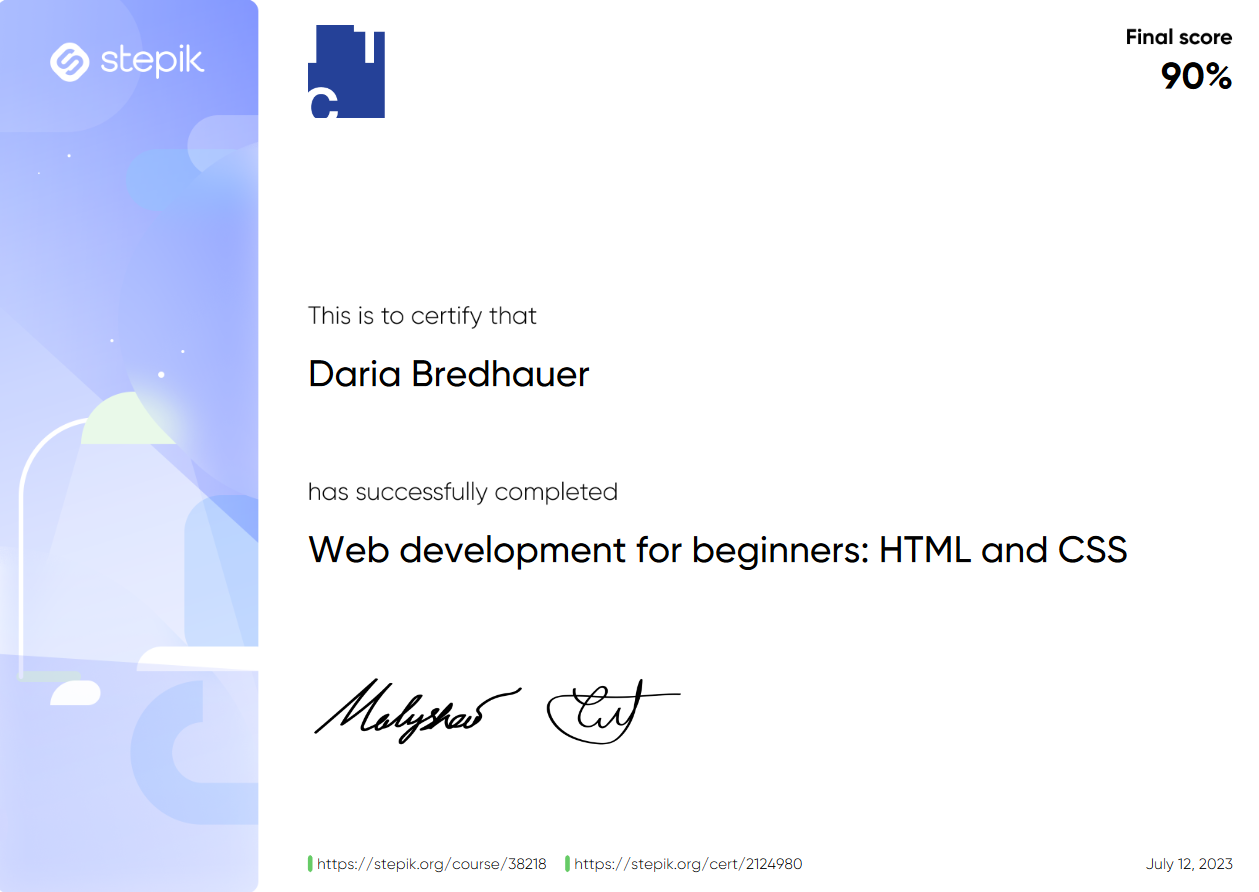 stepik
C
Final score
90%
This is to certify that
Daria Bredhauer
has successfully completed
Web development for beginners: HTML and CSS
Malyshev
https://stepik.org/course/38218
https://stepik.org/cert/2124980
July 12, 2023